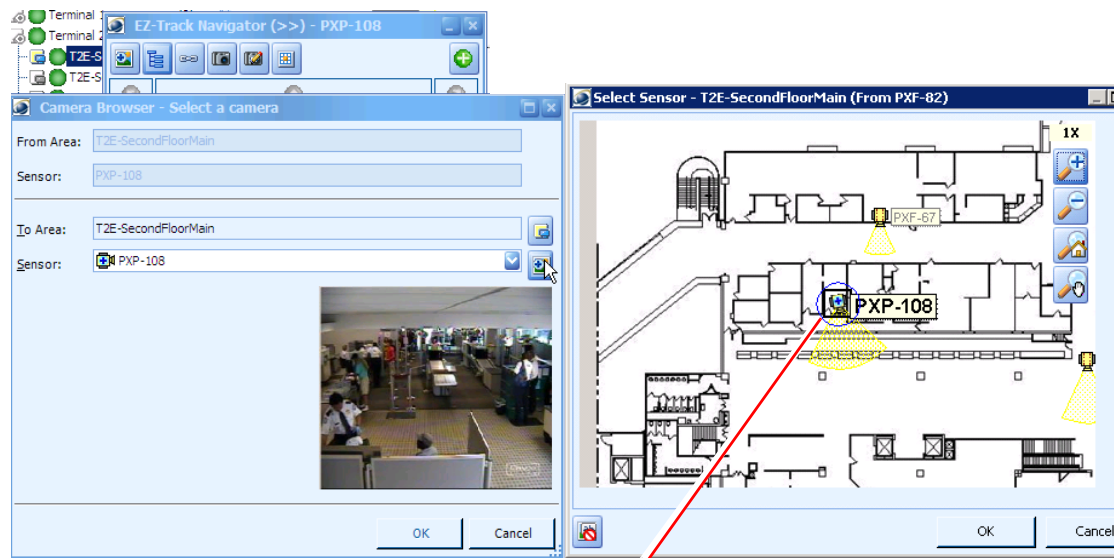 Terminal
Terminal 2
T2E-S
T2E-S
EZ-Track Navigator (>>) - PXP-108
Camera Browser - Select a camera
From Area: T2E-SecondFloorMain
Sensor: PXP-108
To Area: T2E-SecondFloorMain
Sensor: PXP-108
OK Cancel
Select Sensor - T2E-SecondFloorMain (From PXF-82)
1X
PXF-67
PXP-108
OK Cancel